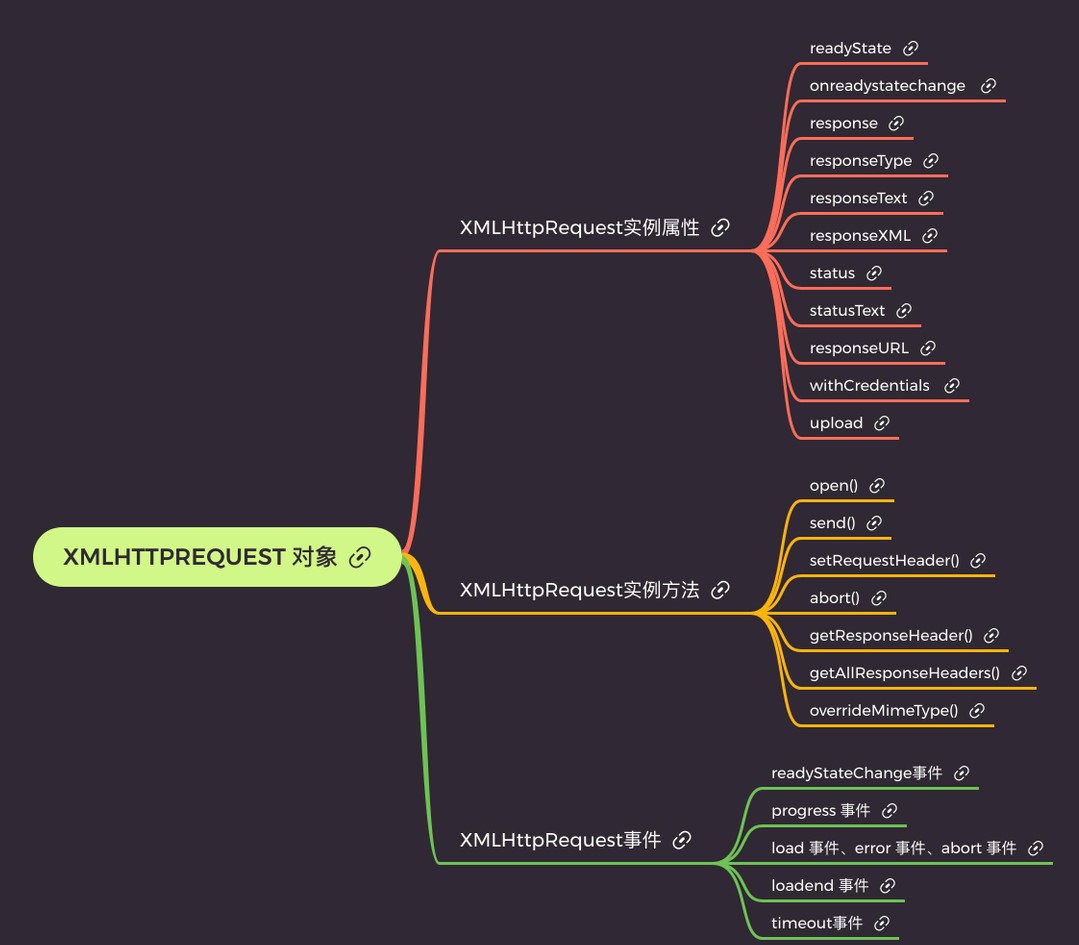 XMLHTTPREQUEST 对象
XMLHttpRequest实例属性
readyState
onreadystatechange
response
responseType
responseText
responseXML
status
statusText
responseURL
withCredentials
upload
XMLHttpRequest实例方法
open()
send()
setRequestHeader()
abort()
getResponseHeader()
getAllResponseHeaders()
overrideMimeType()
XMLHttpRequest事件
readyStateChange事件
progress 事件
load 事件、error 事件、abort 事件
loadend 事件
timeout事件